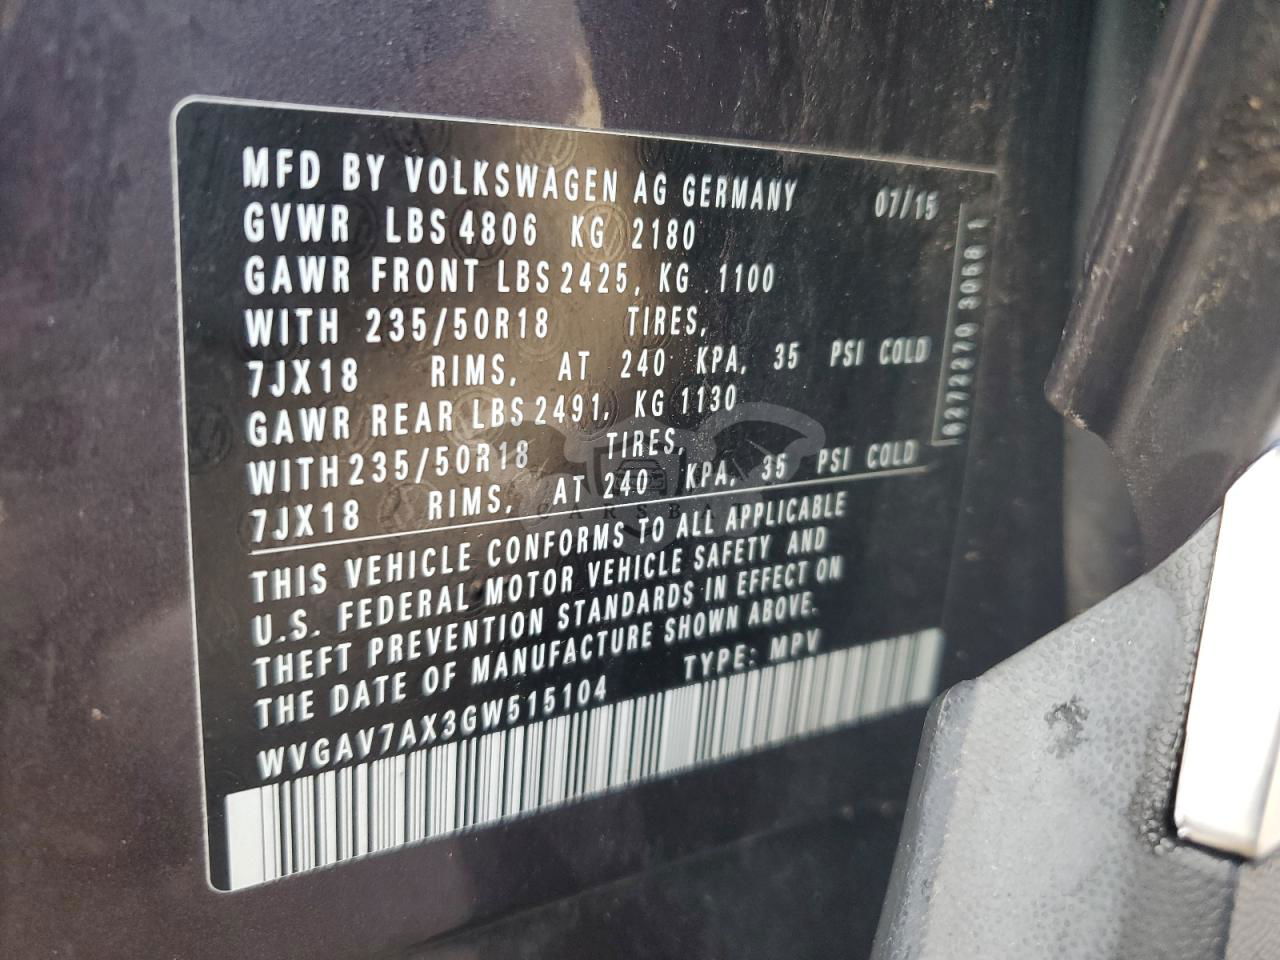 MFD BY VOLKSWAGEN AG GERMANY 07/15
GVWR LBS 4806 KG 2180
GAWR FRONT LBS 2425, KG 1100
WITH 235/50R18 TIRES,
7JX18 RIMS, AT 240 KPA, 35 PSI COLD
GAWR REAR LBS 2491, KG 1130
WITH 235/50R18 TIRES,
7JX18 RIMS, AT 240 KPA, 35 PSI COLD
THIS VEHICLE CONFORMS TO ALL APPLICABLE
U.S. FEDERAL MOTOR VEHICLE SAFETY AND
THEFT PREVENTION STANDARDS IN EFFECT ON
THE DATE OF MANUFACTURE SHOWN ABOVE.
WVGAV7AX3GW515104 TYPE: MPV